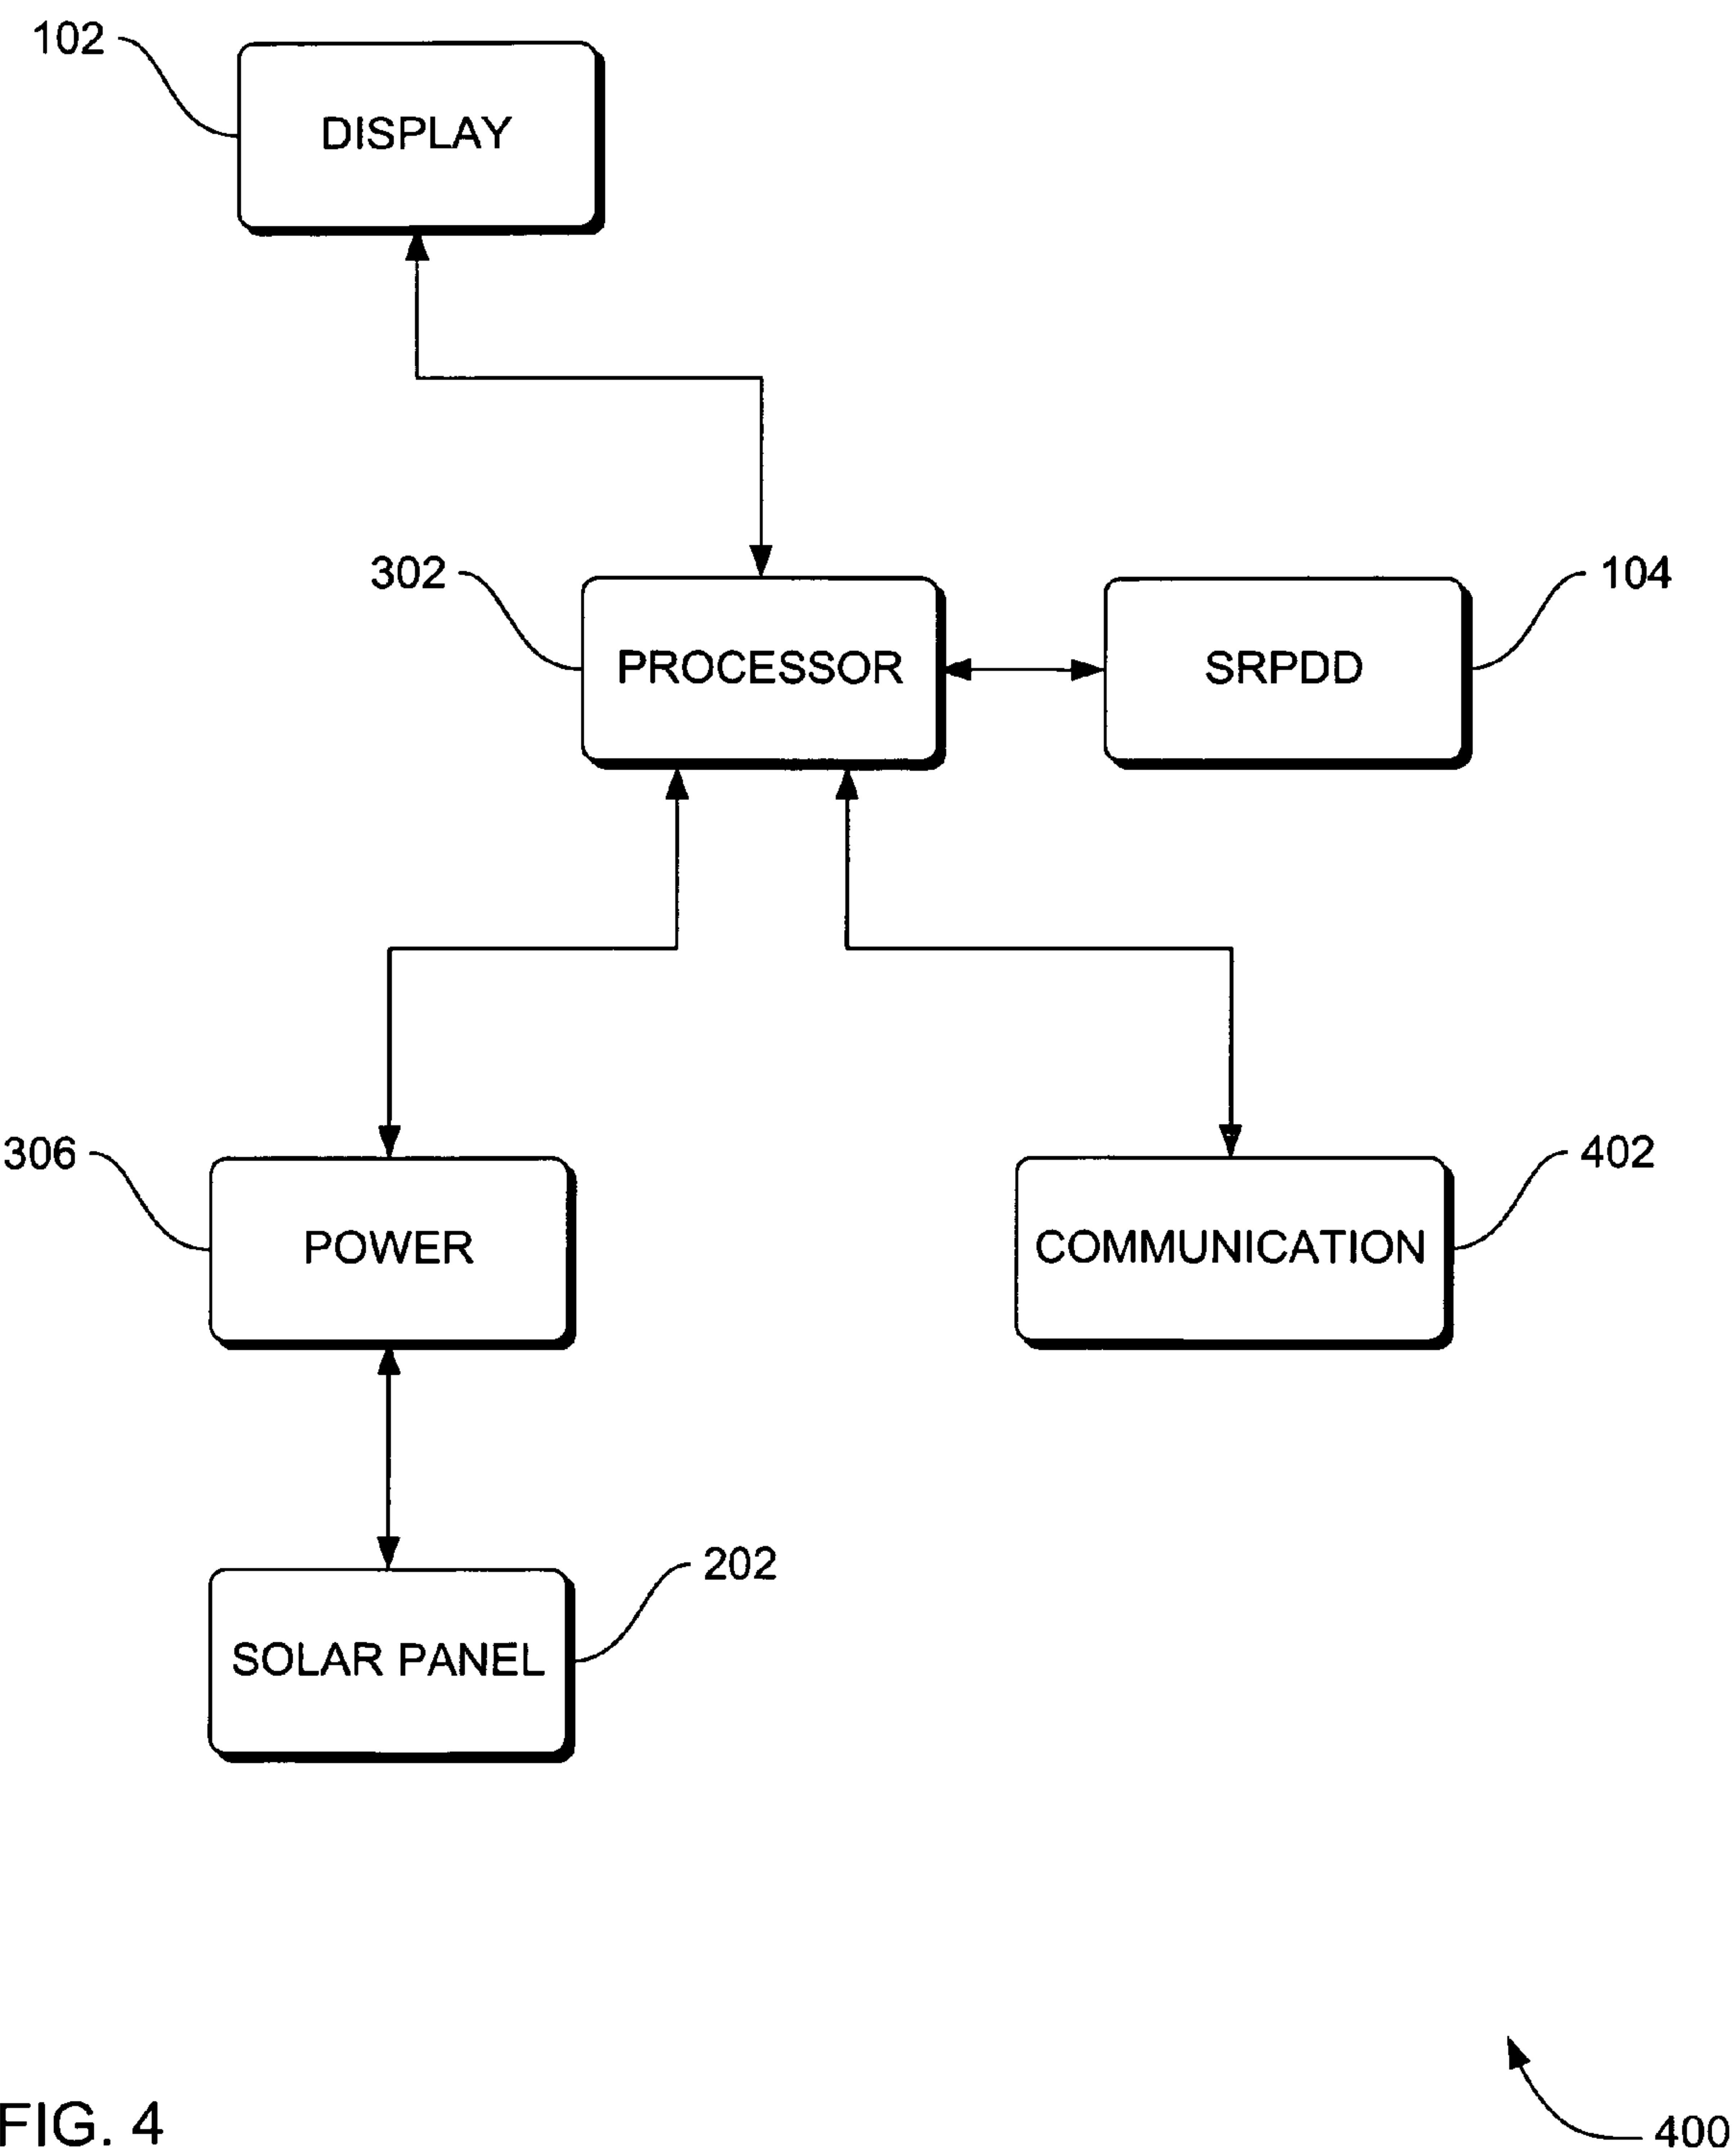 102
DISPLAY
302
PROCESSOR
SRPDD
104
306
POWER
COMMUNICATION
402
SOLAR PANEL
202
FIG. 4
400